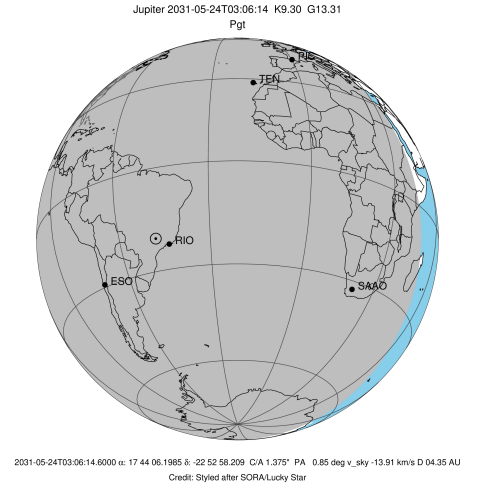 Jupiter 2031-05-24T03:06:14  K9.30  G13.31
Pgt
PIC
TEN
RIO
ESO
SAAO
2031-05-24T03:06:14.6000 α: 17 44 06.1985 δ: -22 52 58.209  C/A 1.375"  PA   0.85 deg v_sky -13.91 km/s D 04.35 AU
Credit: Styled after SORA/Lucky Star